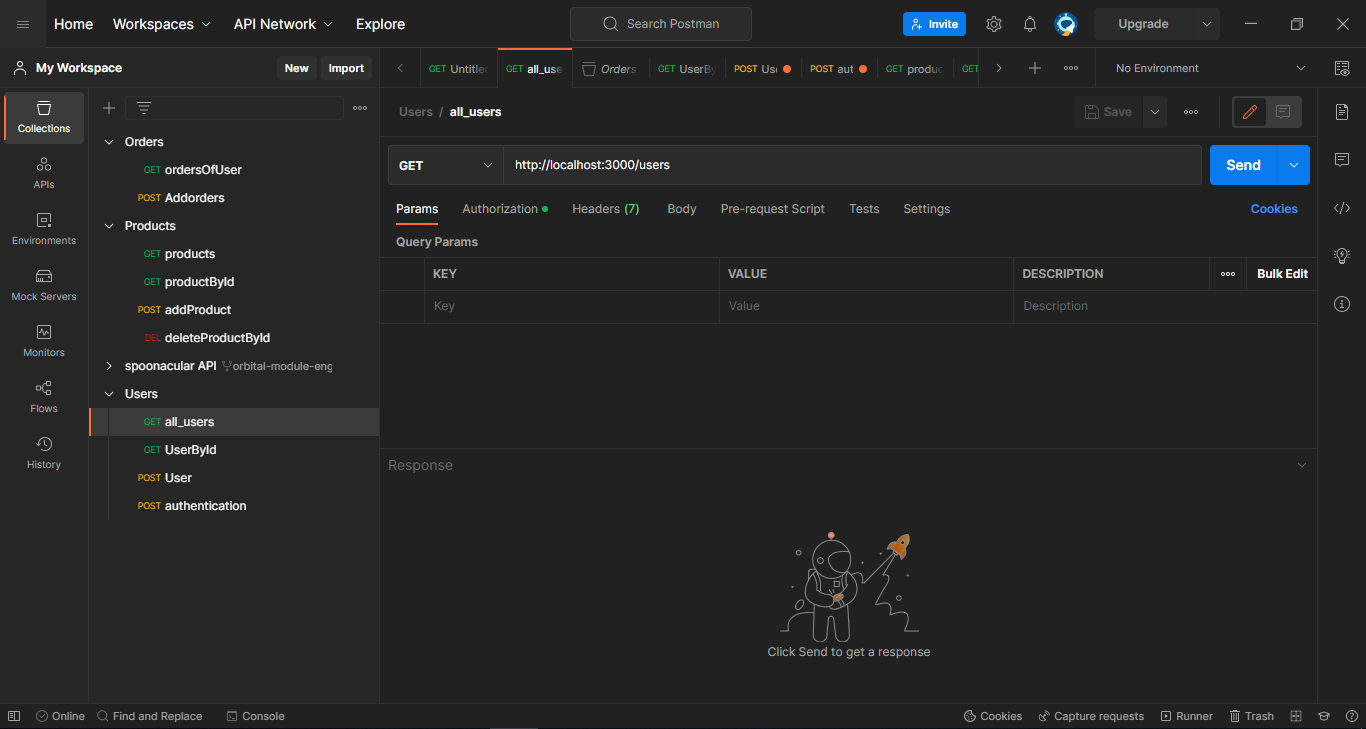 Home Workspaces API Network Explore Search Postman Invite Upgrade
My Workspace New Import
GET all_use Orders GET UserB POST Us POST aut GET produc GET No Environment
Collections
APIs
Environments
Mock Servers
Monitors
Flows
History
Orders
GET ordersOfUser
POST Addorders
Products
GET products
GET productById
POST addProduct
DEL deleteProductById
spoonacular API orbital-module-eng
Users
GET all_users
GET UserById
POST User
POST authentication
Users / all_users Save
GET http://localhost:3000/users Send
Params Authorization Headers (7) Body Pre-request Script Tests Settings Cookies
Query Params
KEY VALUE DESCRIPTION Bulk Edit
Key Value Description
Response
Click Send to get a response
Online Find and Replace Console Cookies Capture requests Runner Trash